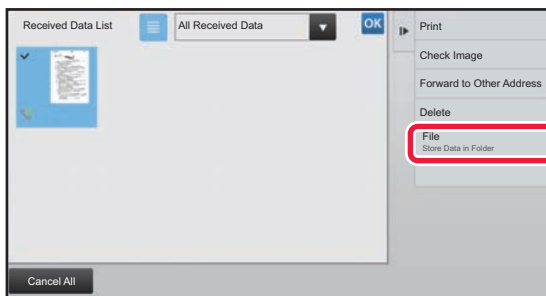 Received Data List
All Received Data
OK
Print
Check Image
Forward to Other Address
Delete
File
Store Data in Folder
Cancel All